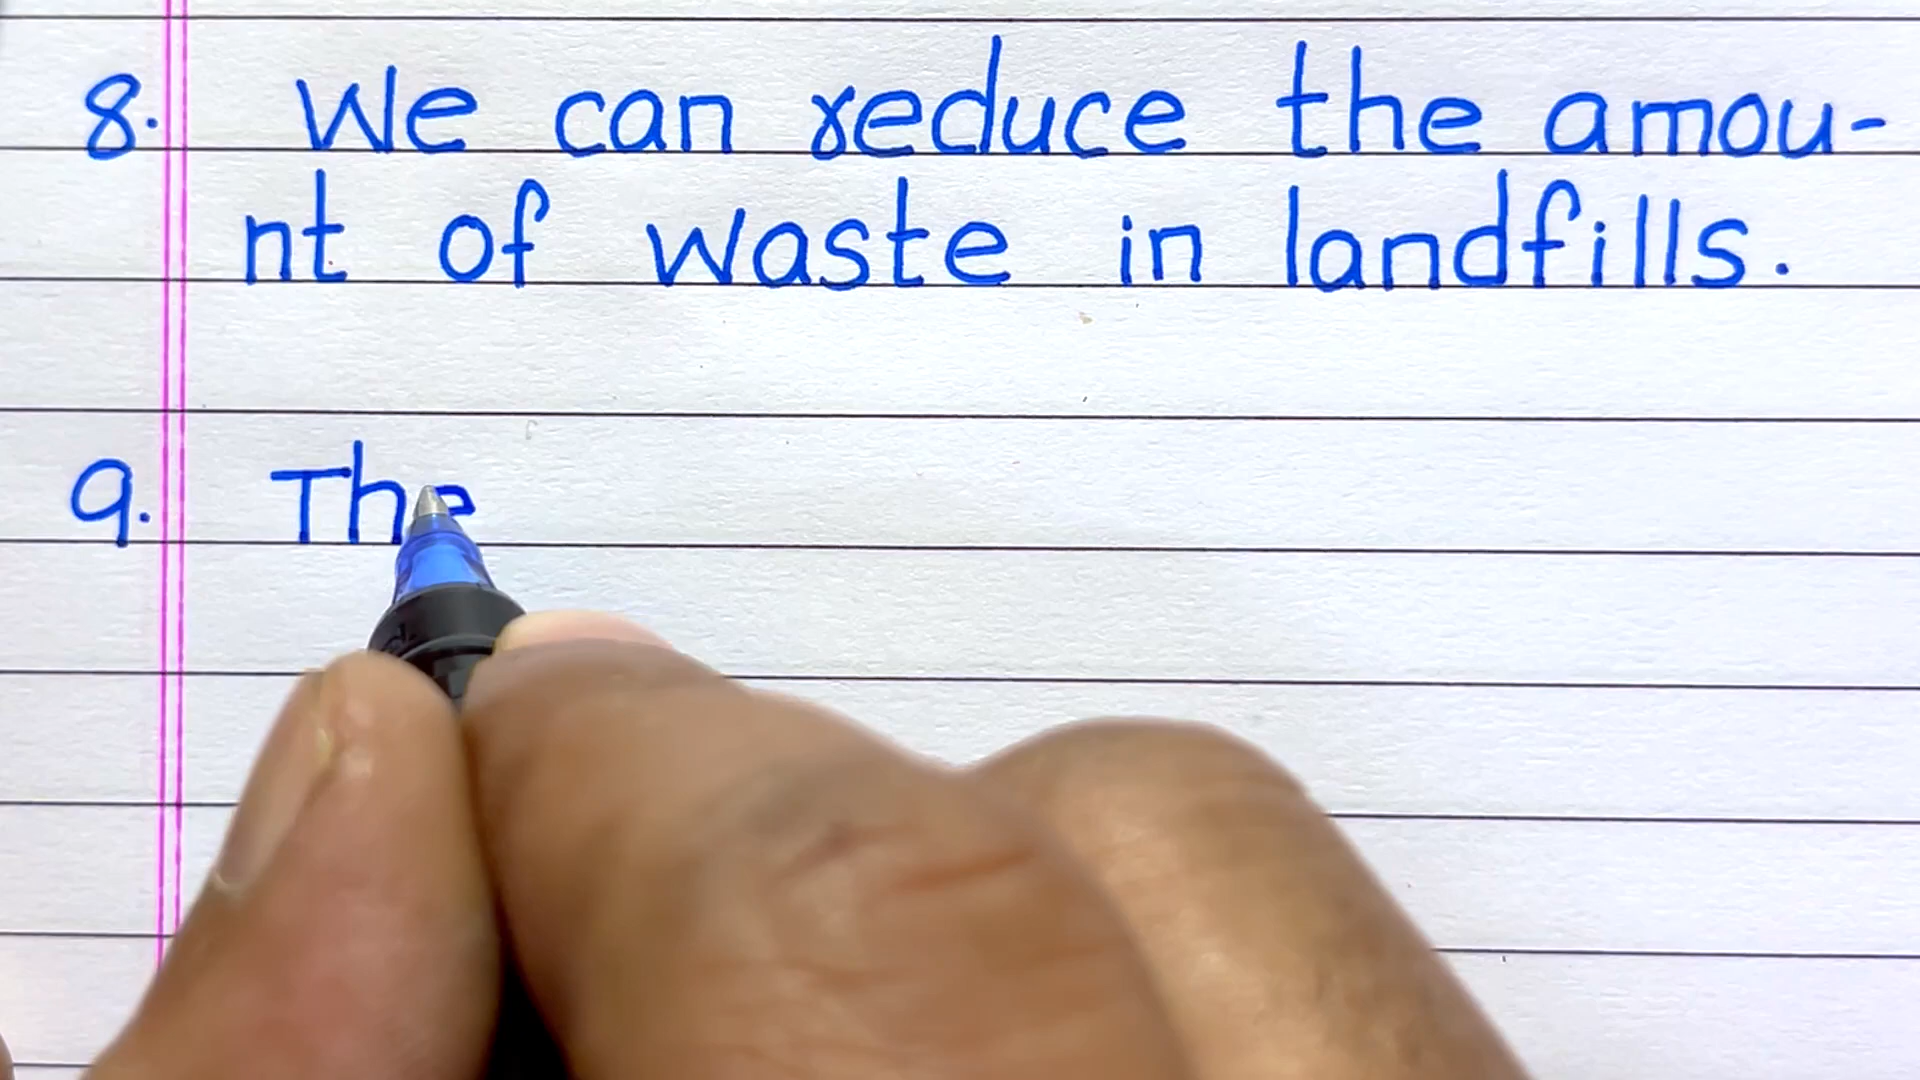 8. We can reduce the amou-
nt of waste in landfills.
9. The